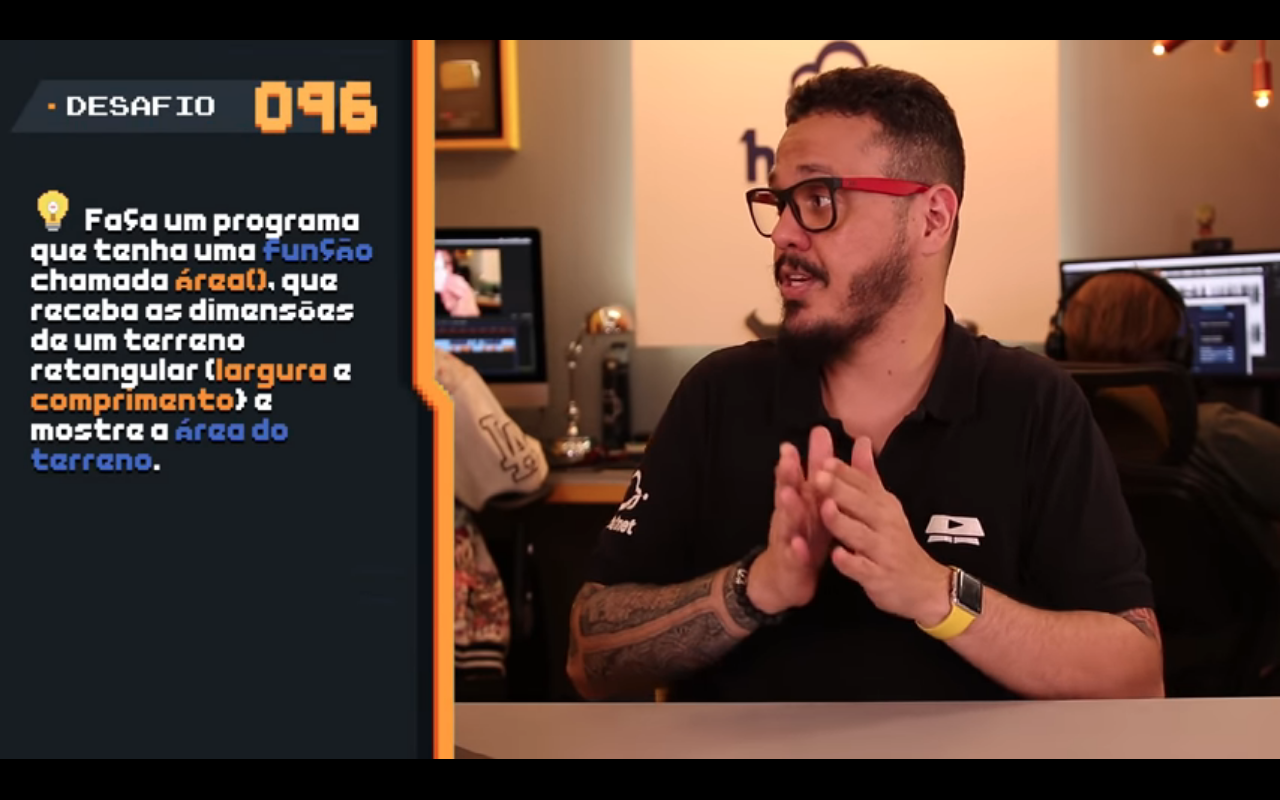 DESAFIO 096
Faça um programa
que tenha uma função
chamada área(), que
receba as dimensões
de um terreno
retangular (largura e
comprimento) e
mostre a área do
terreno.